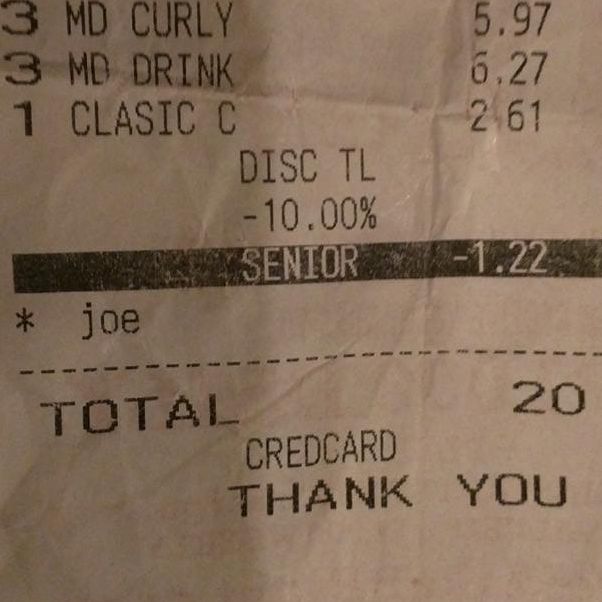 3 MD CURLY 5.97
3 MD DRINK 6.27
1 CLASIC C 2 61
DISC TL
-10.00%
SENIOR -1.22
* joe
TOTAL 20
CREDCARD
THANK YOU